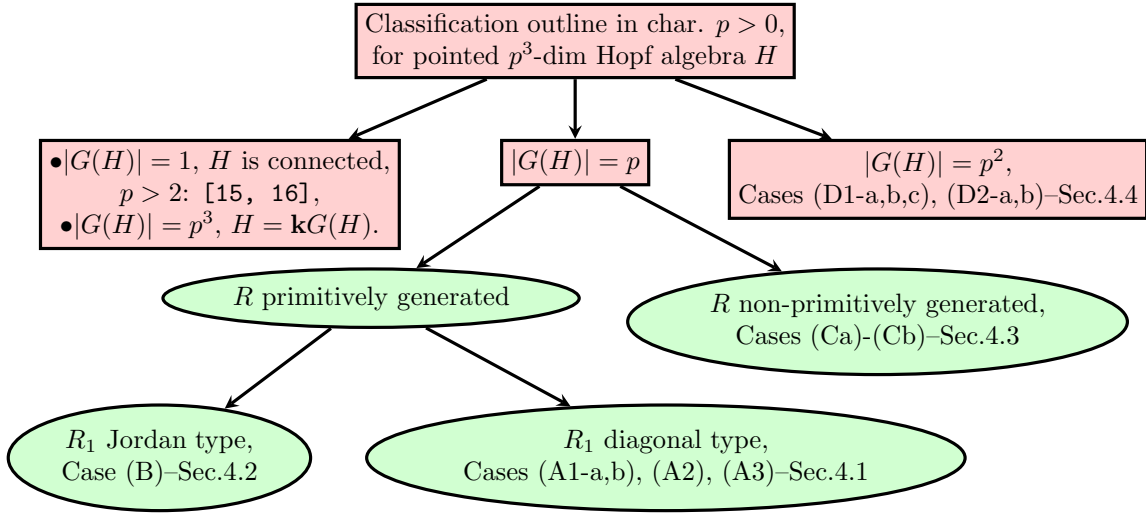 Classification outline in char. p > 0,
for pointed p³-dim Hopf algebra H
•|G(H)| = 1, H is connected,
p > 2: [15, 16],
•|G(H)| = p³, H = kG(H).
|G(H)| = p
|G(H)| = p²,
Cases (D1-a,b,c), (D2-a,b)–Sec.4.4
R primitively generated
R non-primitively generated,
Cases (Ca)-(Cb)–Sec.4.3
R₁ Jordan type,
Case (B)–Sec.4.2
R₁ diagonal type,
Cases (A1-a,b), (A2), (A3)–Sec.4.1